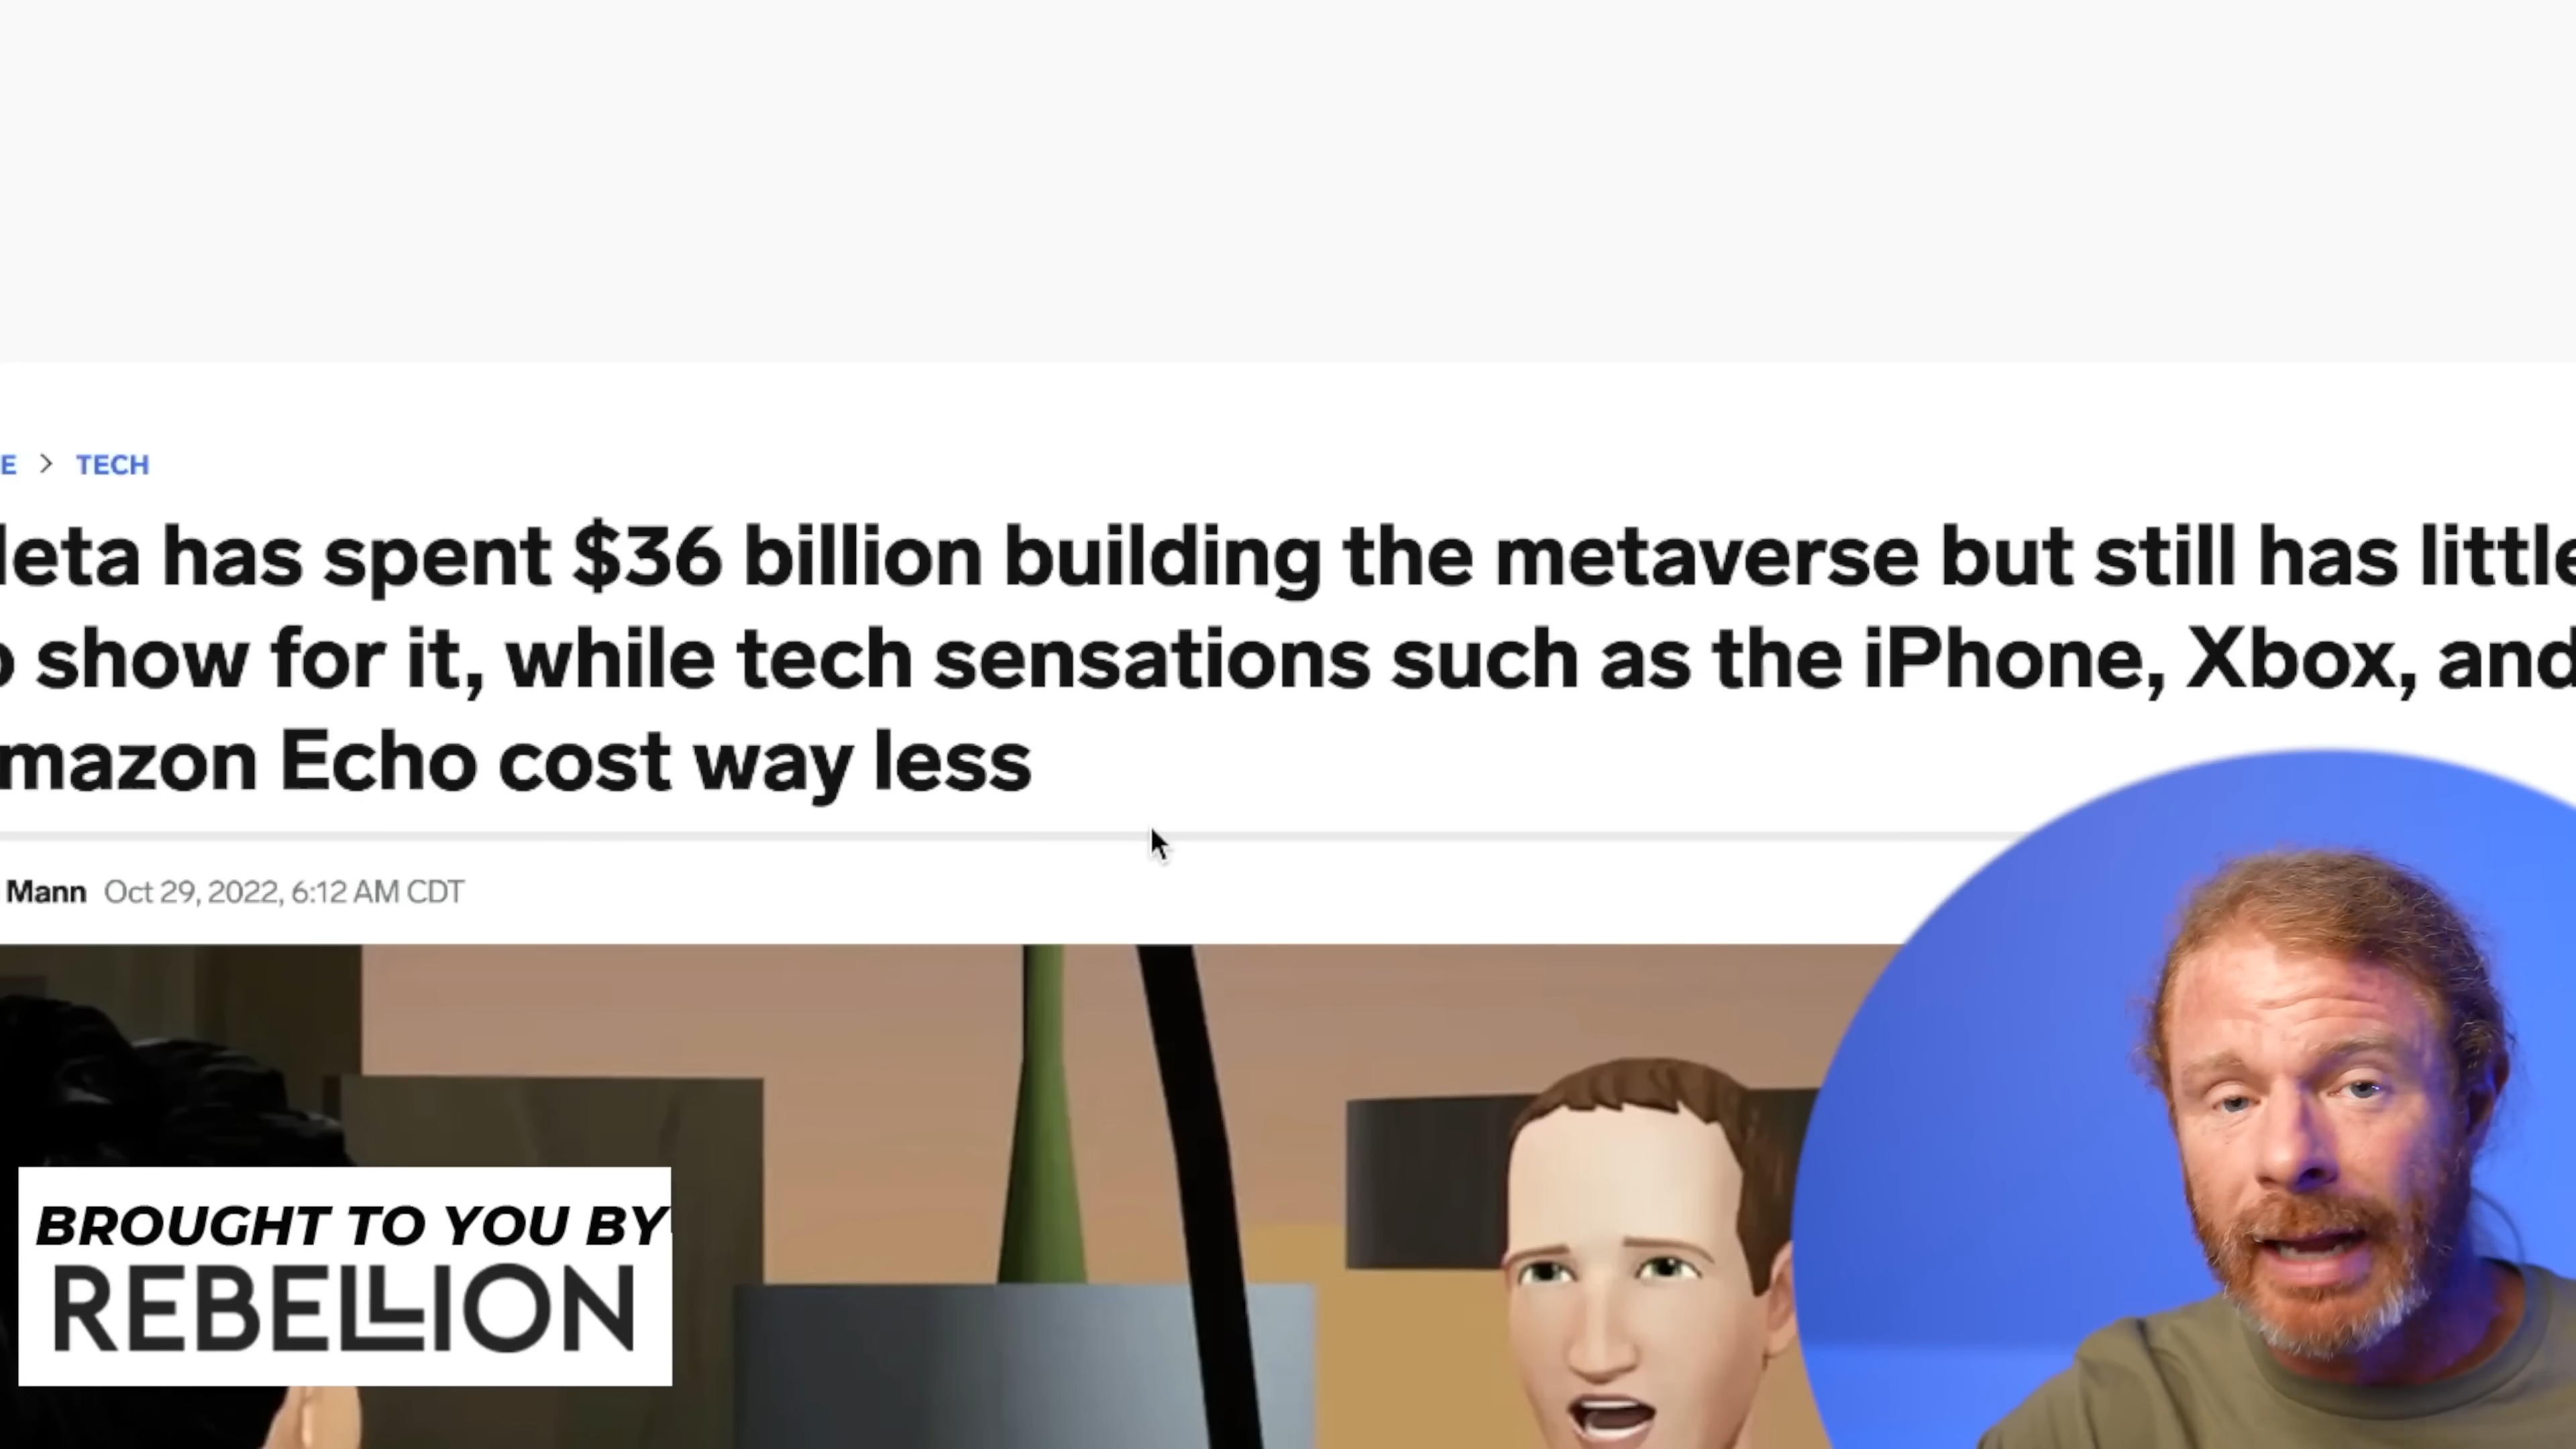 E > TECH
leta has spent $36 billion building the metaverse but still has little
o show for it, while tech sensations such as the iPhone, Xbox, and
mazon Echo cost way less
Mann Oct 29, 2022, 6:12 AM CDT
BROUGHT TO YOU BY
REBELLION